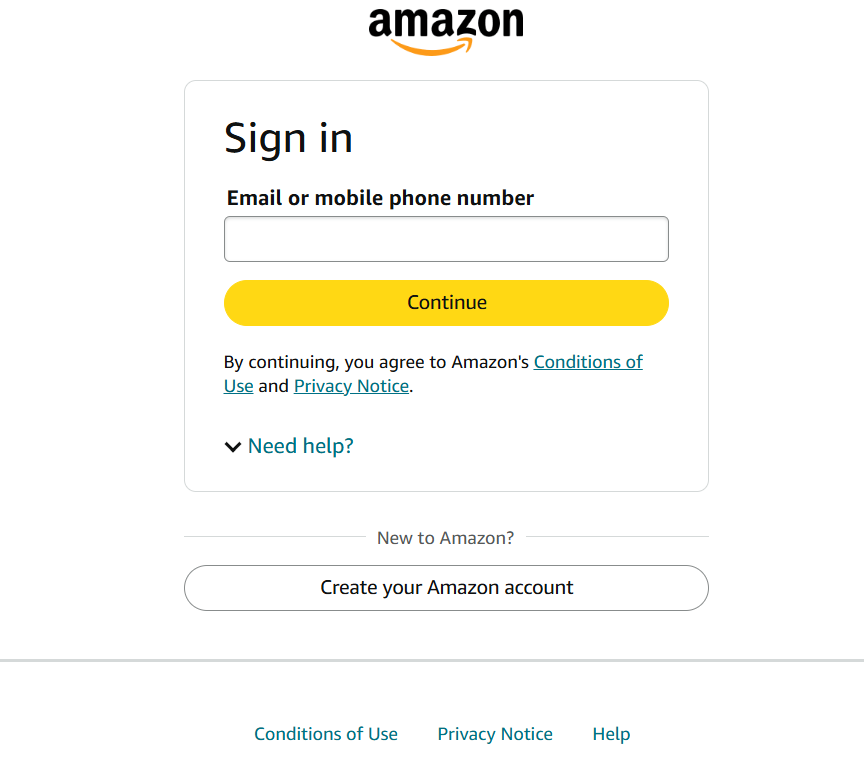 amazon
Sign in
Email or mobile phone number
Continue
By continuing, you agree to Amazon's Conditions of
Use and Privacy Notice.
Need help?
New to Amazon?
Create your Amazon account
Conditions of Use Privacy Notice Help